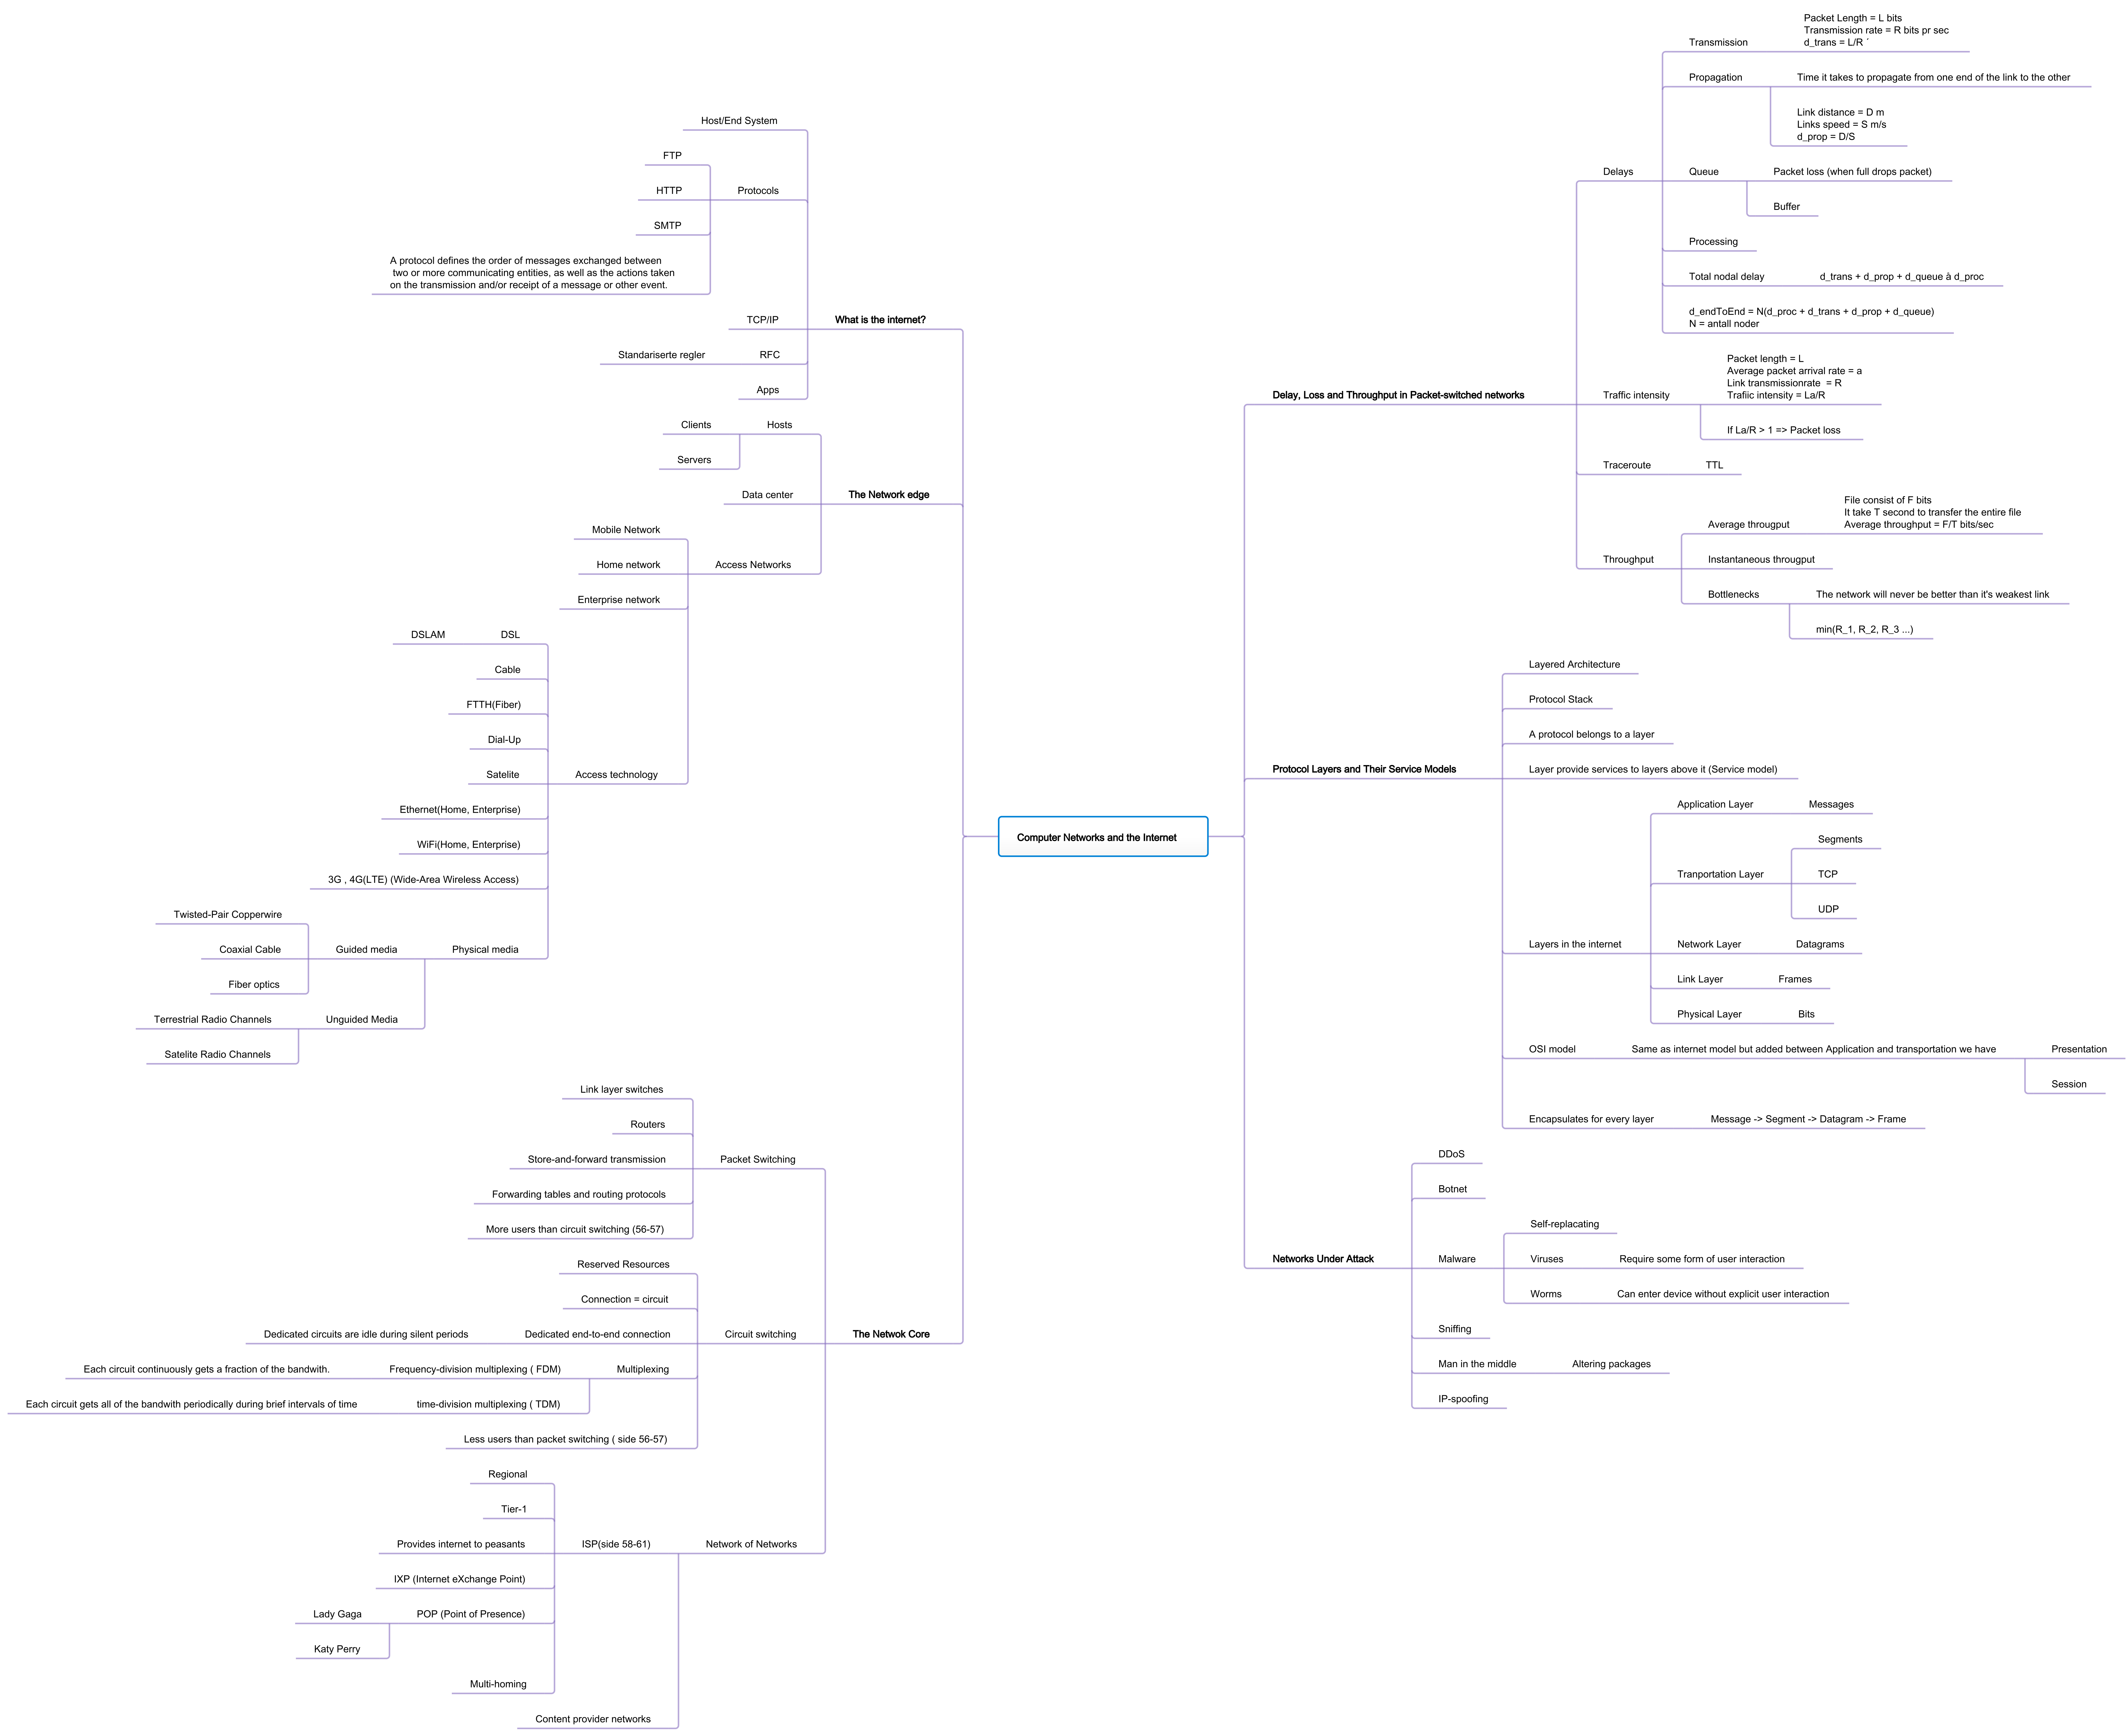 Computer Networks and the Internet
What is the internet?
Host/End System
Protocols
FTP
HTTP
SMTP
A protocol defines the order of messages exchanged between
two or more communicating entities, as well as the actions taken
on the transmission and/or receipt of a message or other event.
TCP/IP
RFC
Standariserte regler
Apps
The Network edge
Hosts
Clients
Servers
Data center
Access Networks
Mobile Network
Home network
Enterprise network
Access technology
DSL
DSLAM
Cable
FTTH(Fiber)
Dial-Up
Satelite
Ethernet(Home, Enterprise)
WiFi(Home, Enterprise)
3G , 4G(LTE) (Wide-Area Wireless Access)
Physical media
Guided media
Twisted-Pair Copperwire
Coaxial Cable
Fiber optics
Unguided Media
Terrestrial Radio Channels
Satelite Radio Channels
The Netwok Core
Packet Switching
Link layer switches
Routers
Store-and-forward transmission
Forwarding tables and routing protocols
More users than circuit switching (56-57)
Circuit switching
Reserved Resources
Connection = circuit
Dedicated end-to-end connection
Dedicated circuits are idle during silent periods
Multiplexing
Frequency-division multiplexing ( FDM)
Each circuit continuously gets a fraction of the bandwith.
time-division multiplexing ( TDM)
Each circuit gets all of the bandwith periodically during brief intervals of time
Less users than packet switching ( side 56-57)
Network of Networks
ISP(side 58-61)
Regional
Tier-1
Provides internet to peasants
IXP (Internet eXchange Point)
POP (Point of Presence)
Lady Gaga
Katy Perry
Multi-homing
Content provider networks
Delay, Loss and Throughput in Packet-switched networks
Delays
Transmission
Packet Length = L bits
Transmission rate = R bits pr sec
d_trans = L/R ´
Propagation
Time it takes to propagate from one end of the link to the other
Link distance = D m
Links speed = S m/s
d_prop = D/S
Queue
Packet loss (when full drops packet)
Buffer
Processing
Total nodal delay
d_trans + d_prop + d_queue â d_proc
d_endToEnd = N(d_proc + d_trans + d_prop + d_queue)
N = antall noder
Traffic intensity
Packet length = L
Average packet arrival rate = a
Link transmissionrate  = R
Trafiic intensity = La/R
If La/R > 1 => Packet loss
Traceroute
TTL
Throughput
Average througput
File consist of F bits
It take T second to transfer the entire file
Average throughput = F/T bits/sec
Instantaneous througput
Bottlenecks
The network will never be better than it's weakest link
min(R_1, R_2, R_3 ...)
Protocol Layers and Their Service Models
Layered Architecture
Protocol Stack
A protocol belongs to a layer
Layer provide services to layers above it (Service model)
Layers in the internet
Application Layer
Messages
Tranportation Layer
Segments
TCP
UDP
Network Layer
Datagrams
Link Layer
Frames
Physical Layer
Bits
OSI model
Same as internet model but added between Application and transportation we have
Presentation
Session
Encapsulates for every layer
Message -> Segment -> Datagram -> Frame
Networks Under Attack
DDoS
Botnet
Malware
Self-replacating
Viruses
Require some form of user interaction
Worms
Can enter device without explicit user interaction
Sniffing
Man in the middle
Altering packages
IP-spoofing